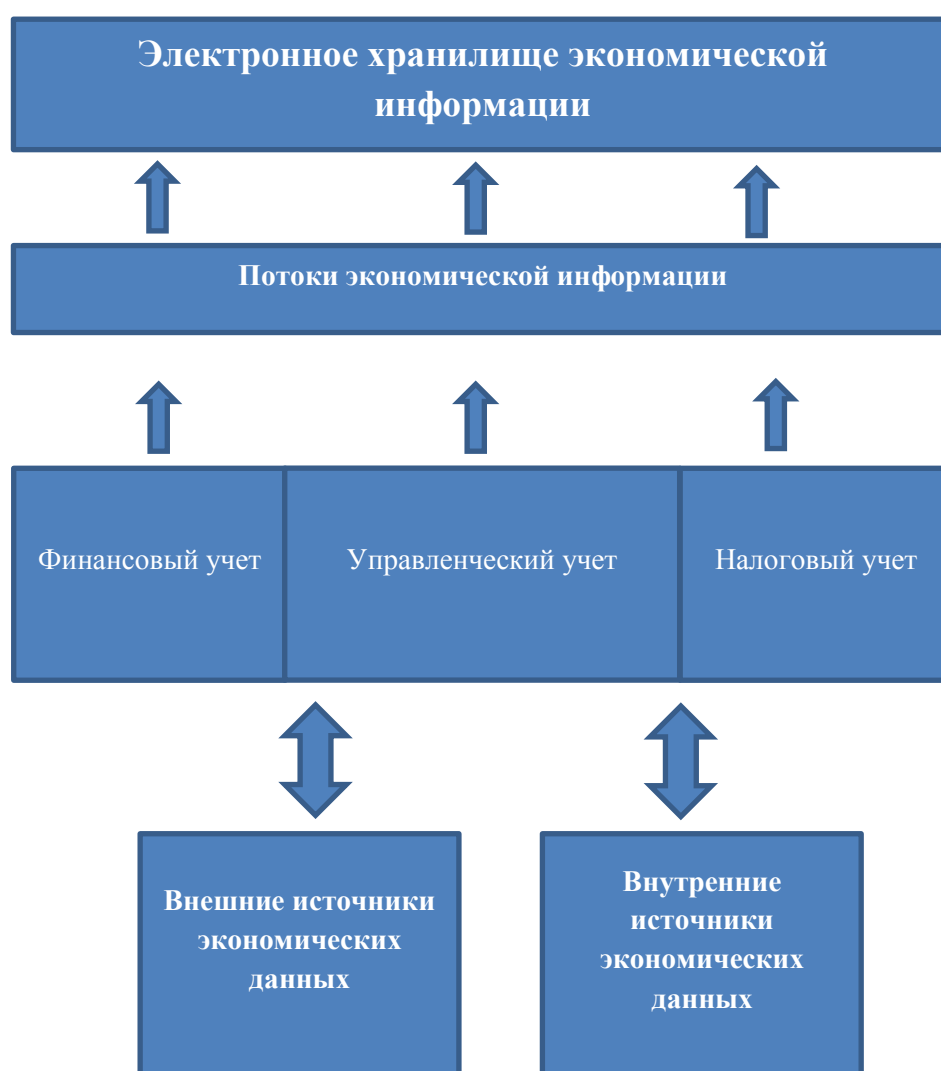 Электронное хранилище экономической
информации
Потоки экономической информации
Финансовый учет
Управленческий учет
Налоговый учет
Внешние источники
экономических
данных
Внутренние
источники
экономических
данных